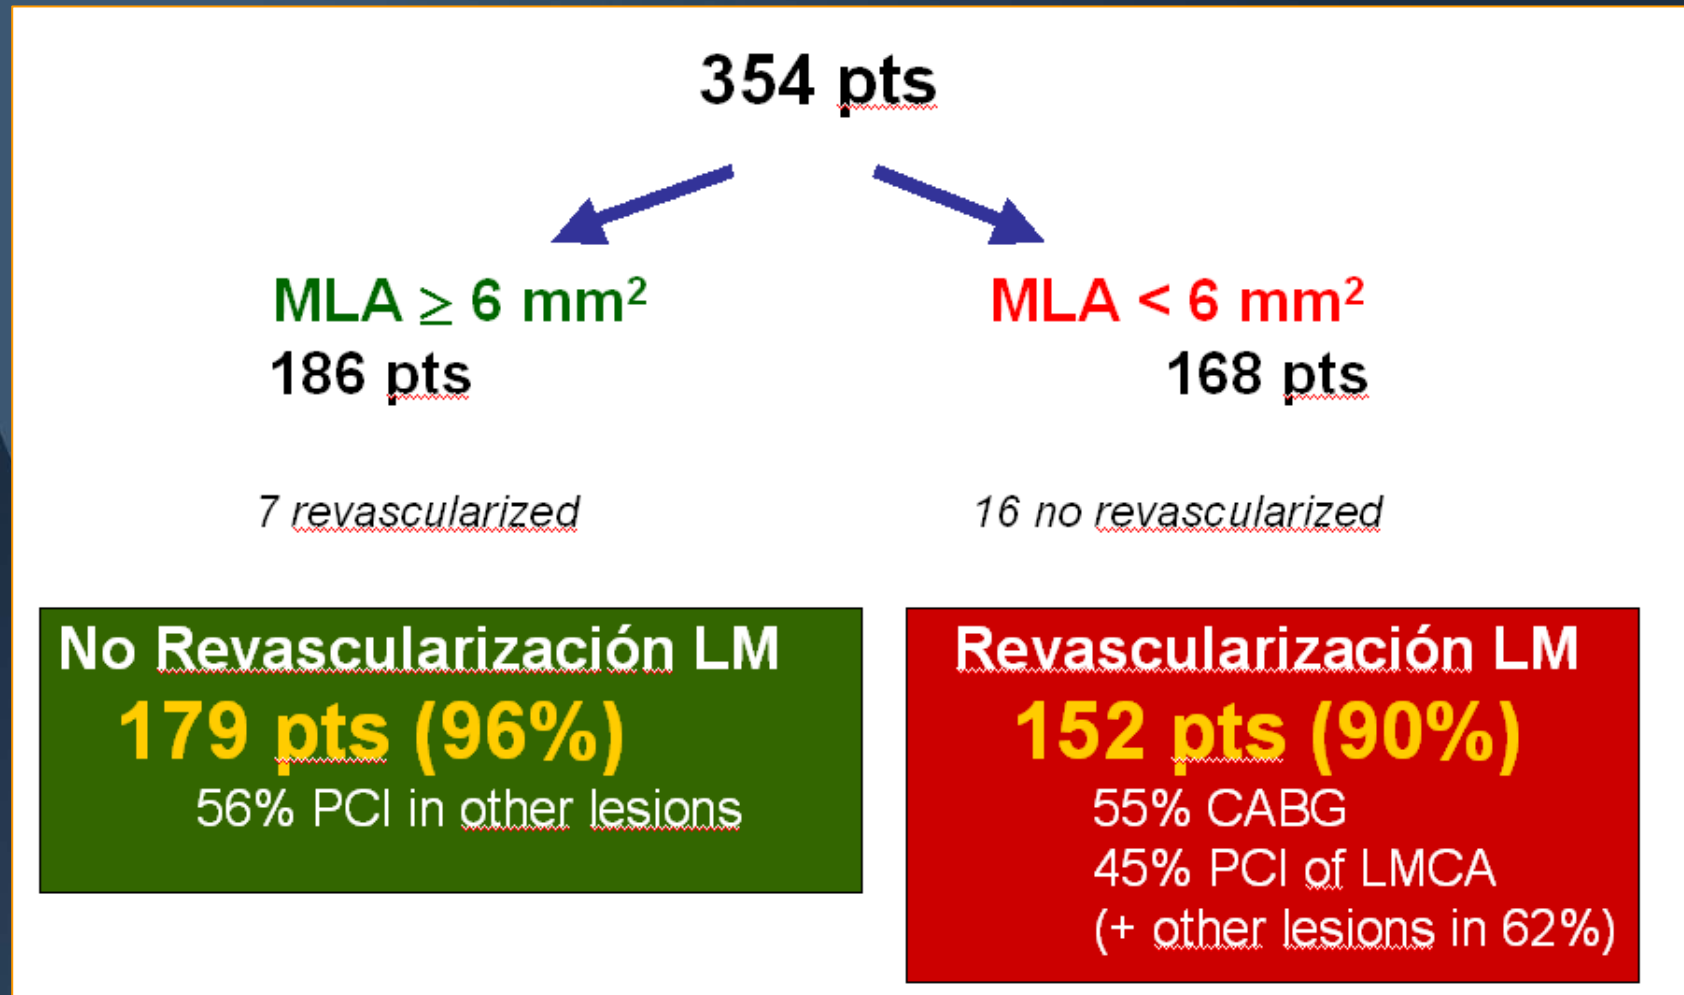 354 pts
MLA ≥ 6 mm²
186 pts
7 revascularized
No Revascularización LM
179 pts (96%)
56% PCI in other lesions
MLA < 6 mm²
168 pts
16 no revascularized
Revascularización LM
152 pts (90%)
55% CABG
45% PCI of LMCA
(+ other lesions in 62%)